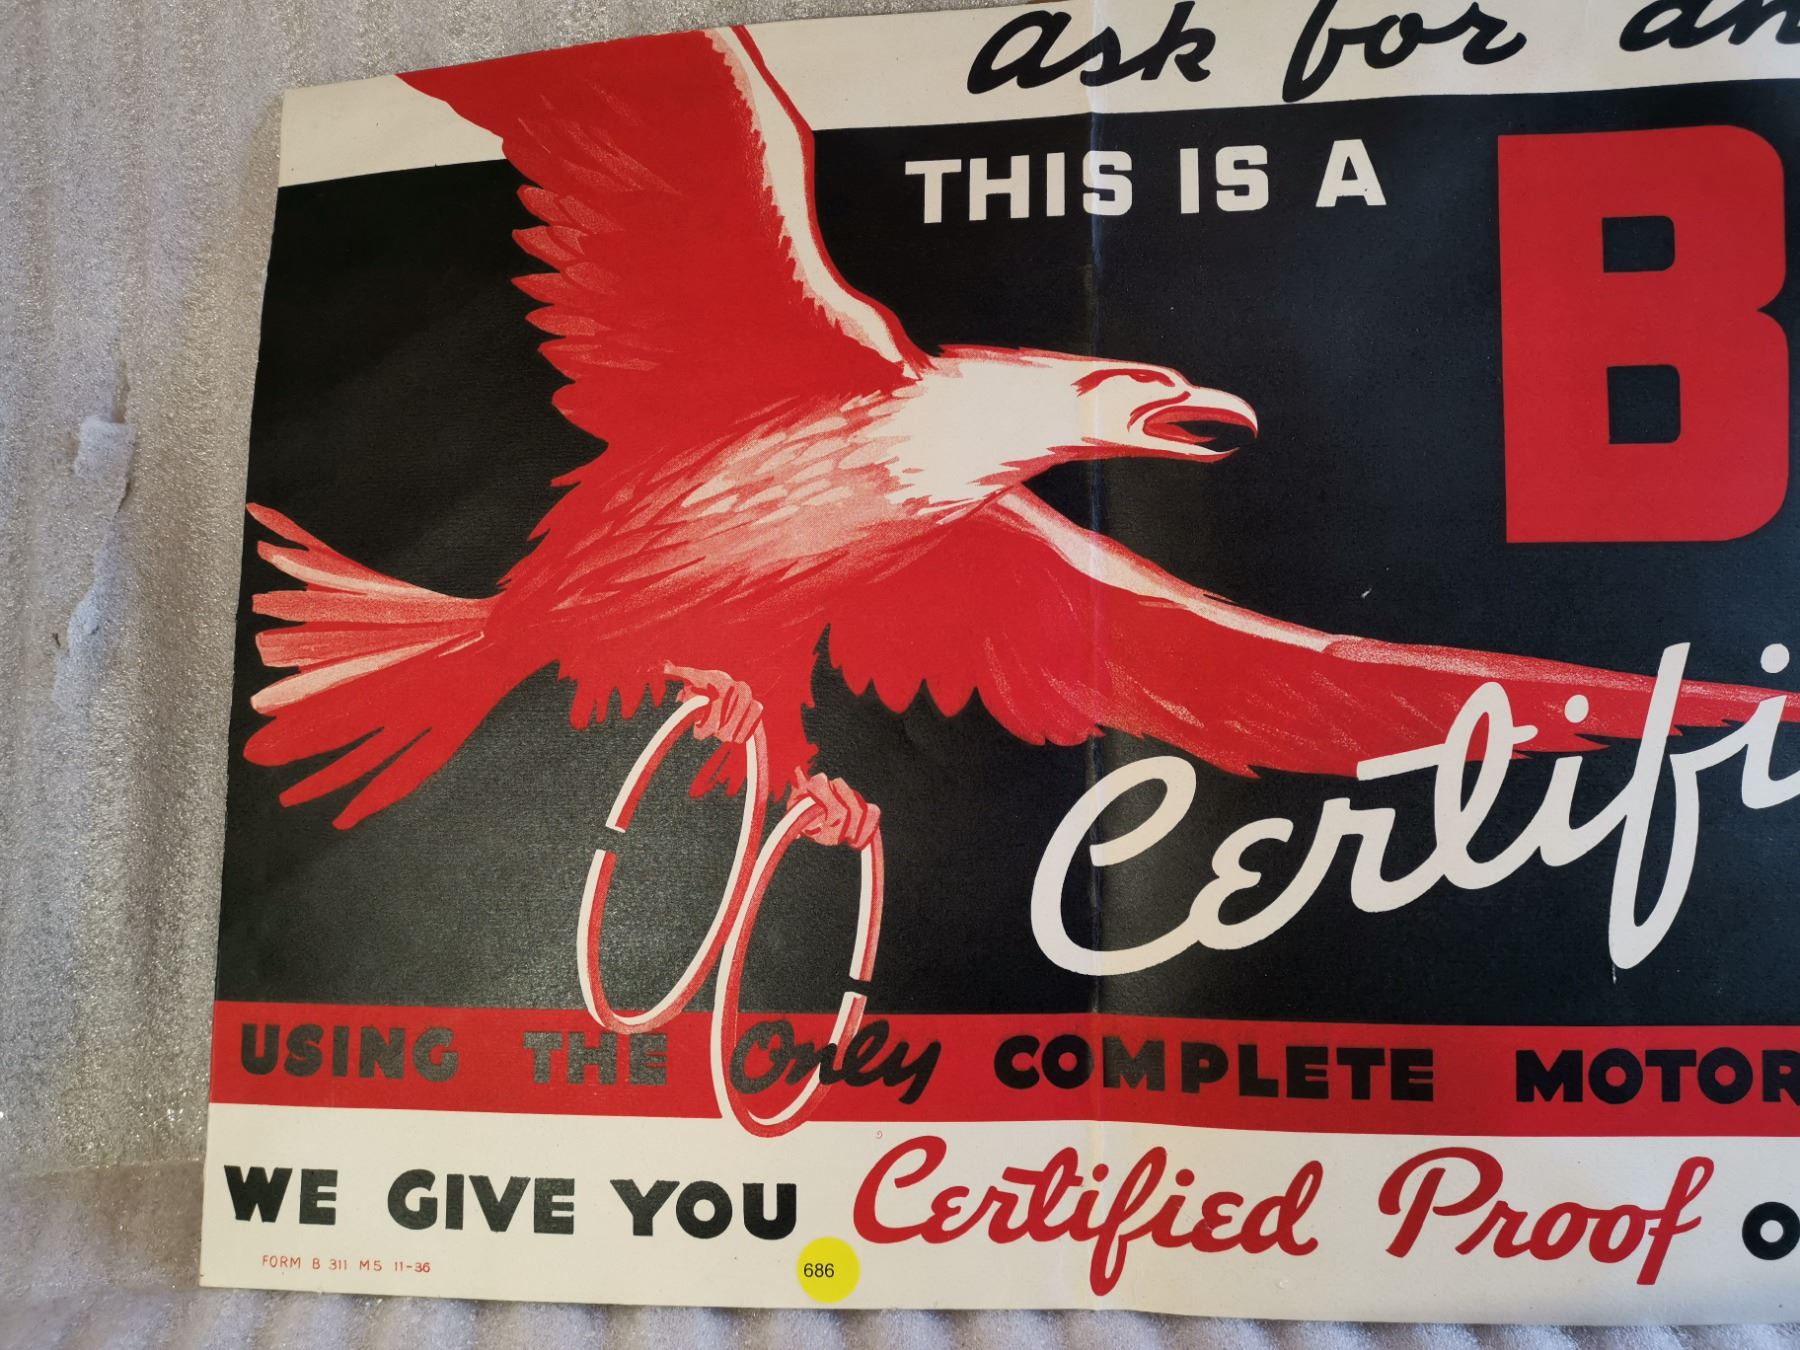 ask for an
THIS IS A B
Certifi
USING THE Only COMPLETE MOTOR
WE GIVE YOU Certified Proof O
FORM B 311 M5 11-36
686